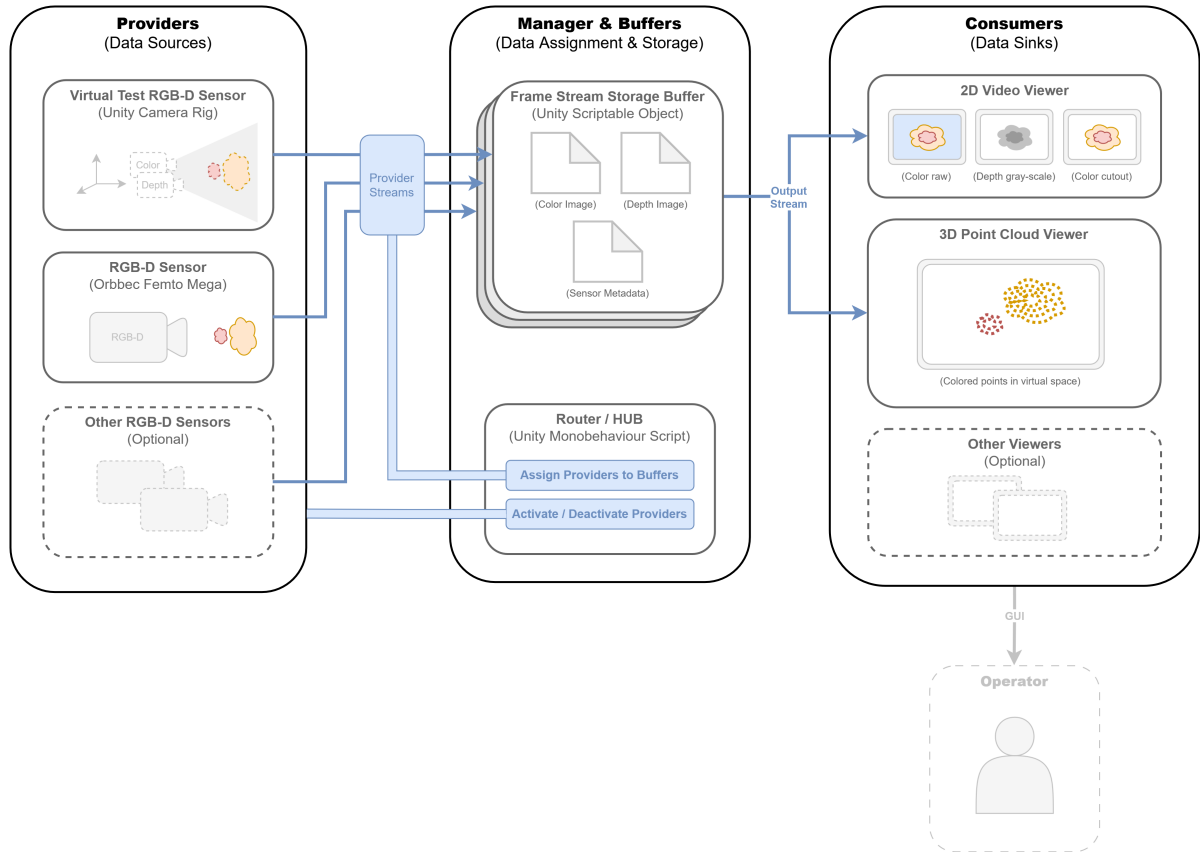 Providers
(Data Sources)
Virtual Test RGB-D Sensor
(Unity Camera Rig)
Color
Depth
RGB-D Sensor
(Orbbec Femto Mega)
RGB-D
Other RGB-D Sensors
(Optional)
Provider
Streams
Manager & Buffers
(Data Assignment & Storage)
Frame Stream Storage Buffer
(Unity Scriptable Object)
(Color Image)
(Depth Image)
(Sensor Metadata)
Router / HUB
(Unity Monobehaviour Script)
Assign Providers to Buffers
Activate / Deactivate Providers
Output
Stream
Consumers
(Data Sinks)
2D Video Viewer
(Color raw)
(Depth gray-scale)
(Color cutout)
3D Point Cloud Viewer
(Colored points in virtual space)
Other Viewers
(Optional)
GUI
Operator